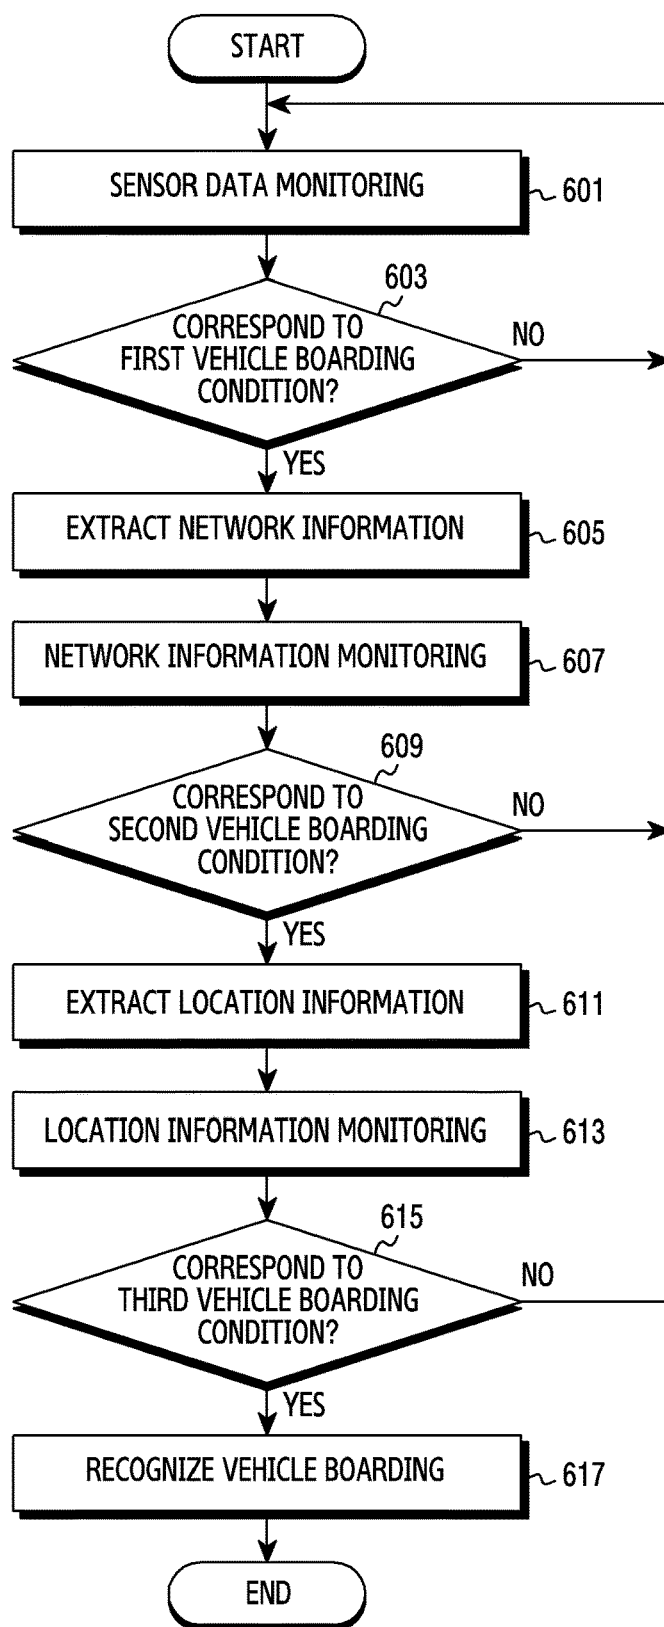 START
SENSOR DATA MONITORING
601
603
CORRESPOND TO
FIRST VEHICLE BOARDING
CONDITION?
NO
YES
EXTRACT NETWORK INFORMATION
605
NETWORK INFORMATION MONITORING
607
609
CORRESPOND TO
SECOND VEHICLE BOARDING
CONDITION?
NO
YES
EXTRACT LOCATION INFORMATION
611
LOCATION INFORMATION MONITORING
613
615
CORRESPOND TO
THIRD VEHICLE BOARDING
CONDITION?
NO
YES
RECOGNIZE VEHICLE BOARDING
617
END